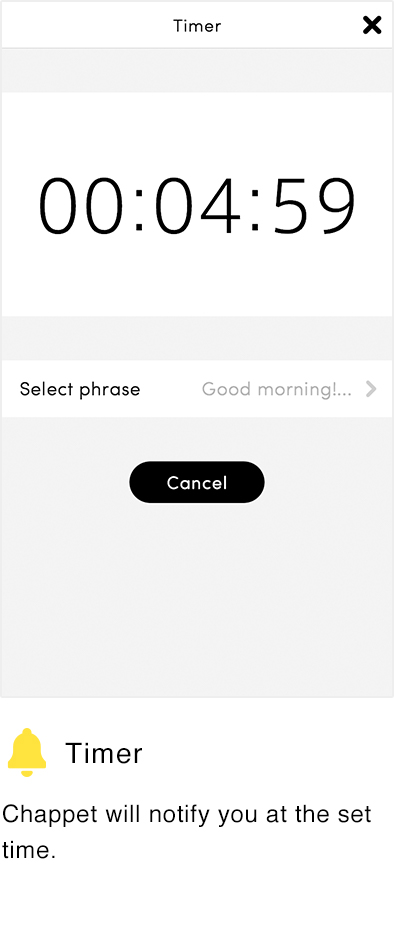 Timer
00:04:59
Select phrase Good morning!...
Cancel
Timer
Chappet will notify you at the set
time.